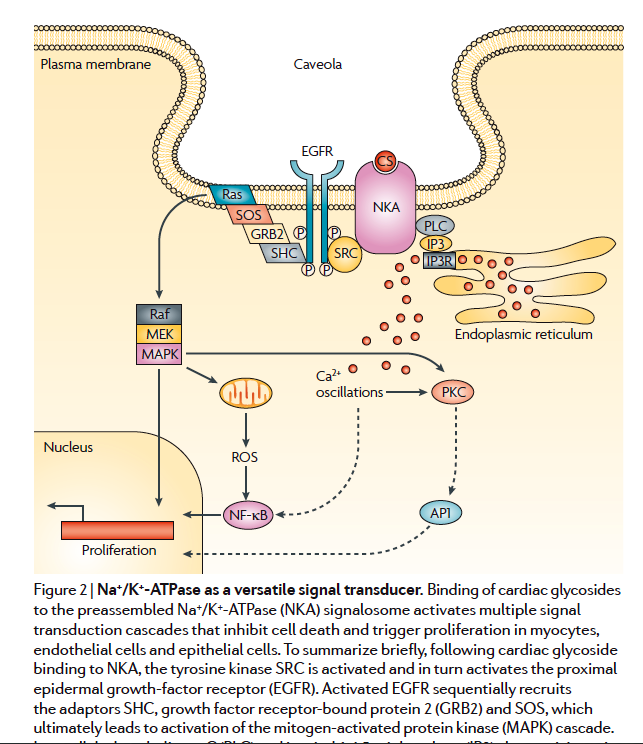 Plasma membrane
Caveola
EGFR
CS
Ras
NKA
SOS
GRB2
P
P
PLC
SHC
SRC
IP3
IP3R
P
P
Raf
MEK
MAPK
Endoplasmic reticulum
Ca²⁺
oscillations
PKC
Nucleus
ROS
NF-κB
AP1
Proliferation
Figure 2 | Na⁺/K⁺-ATPase as a versatile signal transducer. Binding of cardiac glycosides
to the preassembled Na⁺/K⁺-ATPase (NKA) signalosome activates multiple signal
transduction cascades that inhibit cell death and trigger proliferation in myocytes,
endothelial cells and epithelial cells. To summarize briefly, following cardiac glycoside
binding to NKA, the tyrosine kinase SRC is activated and in turn activates the proximal
epidermal growth-factor receptor (EGFR). Activated EGFR sequentially recruits
the adaptors SHC, growth factor receptor-bound protein 2 (GRB2) and SOS, which
ultimately leads to activation of the mitogen-activated protein kinase (MAPK) cascade.